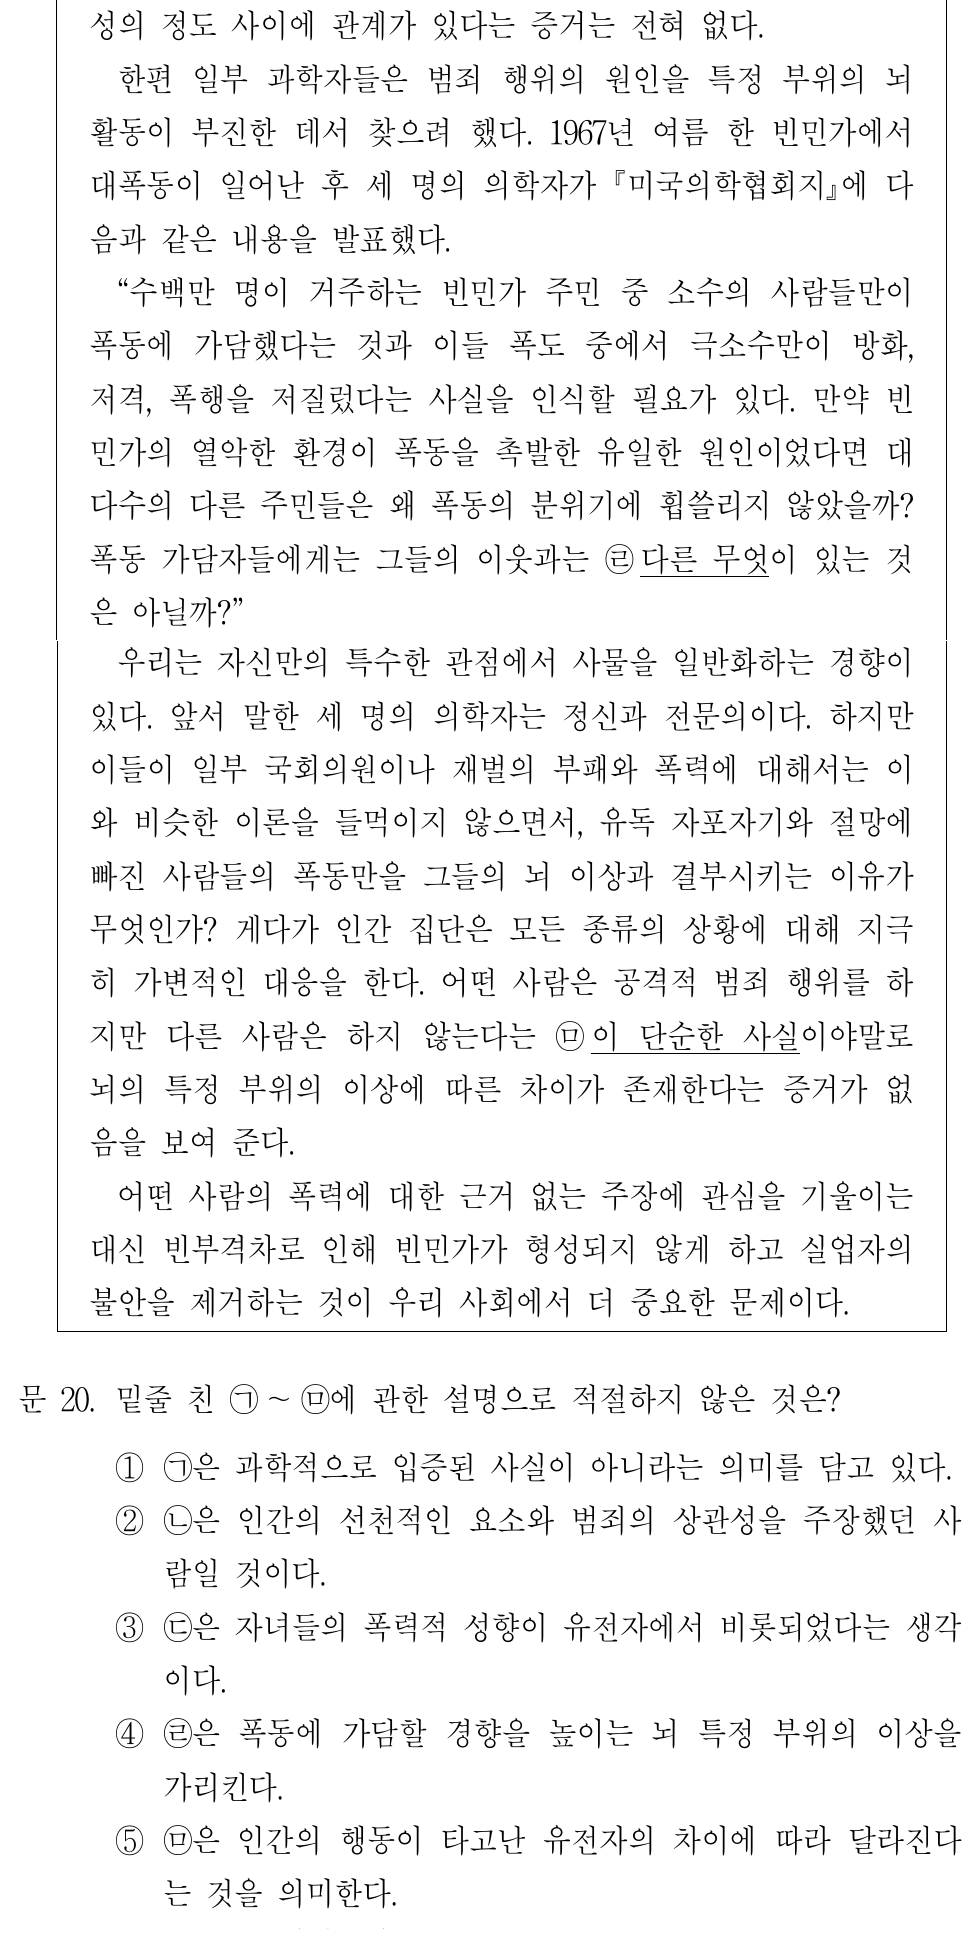 성의 정도 사이에 관계가 있다는 증거는 전혀 없다.
한편 일부 과학자들은 범죄 행위의 원인을 특정 부위의 뇌
활동이 부진한 데서 찾으려 했다. 1967년 여름 한 빈민가에서
대폭동이 일어난 후 세 명의 의학자가 『미국의학협회지』에 다
음과 같은 내용을 발표했다.
“수백만 명이 거주하는 빈민가 주민 중 소수의 사람들만이
폭동에 가담했다는 것과 이들 폭도 중에서 극소수만이 방화,
저격, 폭행을 저질렀다는 사실을 인식할 필요가 있다. 만약 빈
민가의 열악한 환경이 폭동을 촉발한 유일한 원인이었다면 대
다수의 다른 주민들은 왜 폭동의 분위기에 휩쓸리지 않았을까?
폭동 가담자들에게는 그들의 이웃과는 ㉣다른 무엇이 있는 것
은 아닐까?”
우리는 자신만의 특수한 관점에서 사물을 일반화하는 경향이
있다. 앞서 말한 세 명의 의학자는 정신과 전문의이다. 하지만
이들이 일부 국회의원이나 재벌의 부패와 폭력에 대해서는 이
와 비슷한 이론을 들먹이지 않으면서, 유독 자포자기와 절망에
빠진 사람들의 폭동만을 그들의 뇌 이상과 결부시키는 이유가
무엇인가? 게다가 인간 집단은 모든 종류의 상황에 대해 지극
히 가변적인 대응을 한다. 어떤 사람은 공격적 범죄 행위를 하
지만 다른 사람은 하지 않는다는 ㉤이 단순한 사실이야말로
뇌의 특정 부위의 이상에 따른 차이가 존재한다는 증거가 없
음을 보여 준다.
어떤 사람의 폭력에 대한 근거 없는 주장에 관심을 기울이는
대신 빈부격차로 인해 빈민가가 형성되지 않게 하고 실업자의
불안을 제거하는 것이 우리 사회에서 더 중요한 문제이다.
문 20. 밑줄 친 ㉠~㉤에 관한 설명으로 적절하지 않은 것은?
① ㉠은 과학적으로 입증된 사실이 아니라는 의미를 담고 있다.
② ㉡은 인간의 선천적인 요소와 범죄의 상관성을 주장했던 사
람일 것이다.
③ ㉢은 자녀들의 폭력적 성향이 유전자에서 비롯되었다는 생각
이다.
④ ㉣은 폭동에 가담할 경향을 높이는 뇌 특정 부위의 이상을
가리킨다.
⑤ ㉤은 인간의 행동이 타고난 유전자의 차이에 따라 달라진다
는 것을 의미한다.